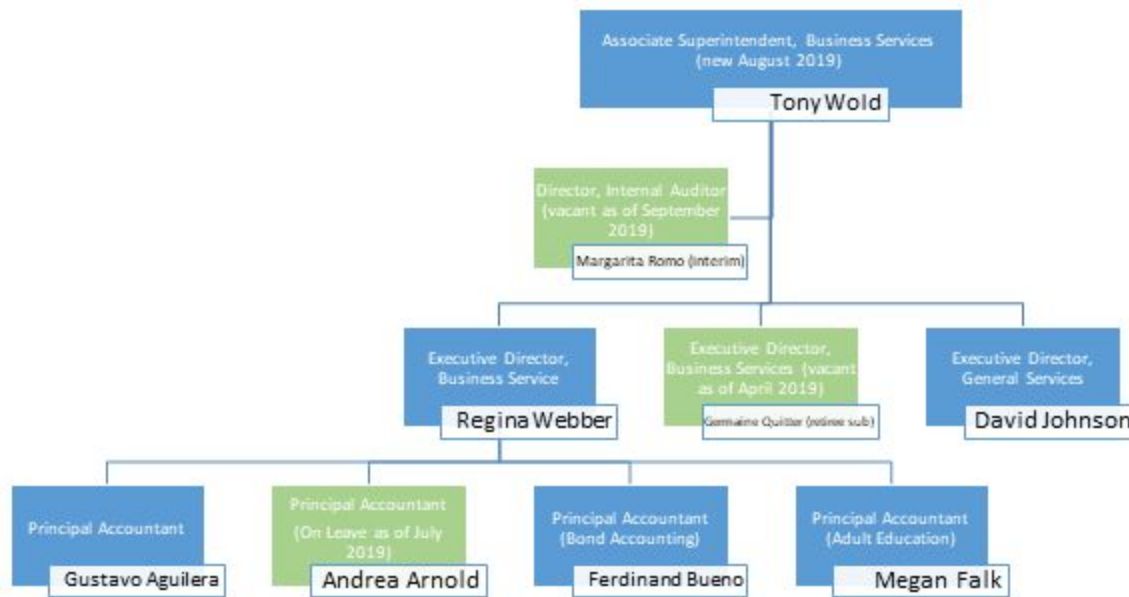 Associate Superintendent, Business Services
(new August 2019)
Tony Wold
Director, Internal Auditor
(vacant as of September
2019)
Margarita Romo (interim)
Executive Director,
Business Service
Regina Webber
Executive Director,
Business Services (vacant
as of April 2019)
Germaine Quitter (retiree sub)
Executive Director,
General Services
David Johnson
Principal Accountant
Gustavo Aguilera
Principal Accountant
(On Leave as of July
2019)
Andrea Arnold
Principal Accountant
(Bond Accounting)
Ferdinand Bueno
Principal Accountant
(Adult Education)
Megan Falk